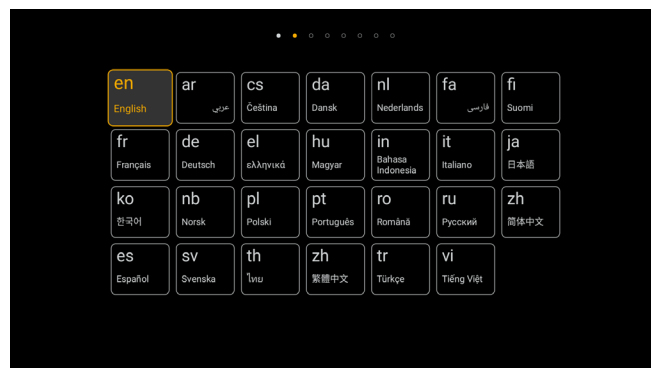 en
English
ar
عربي
cs
Čeština
da
Dansk
nl
Nederlands
fa
فارسی
fi
Suomi
fr
Français
de
Deutsch
el
ελληνικά
hu
Magyar
in
Bahasa
Indonesia
it
Italiano
ja
日本語
ko
한국어
nb
Norsk
pl
Polski
pt
Português
ro
Română
ru
Русский
zh
简体中文
es
Español
sv
Svenska
th
ไทย
zh
繁體中文
tr
Türkçe
vi
Tiếng Việt